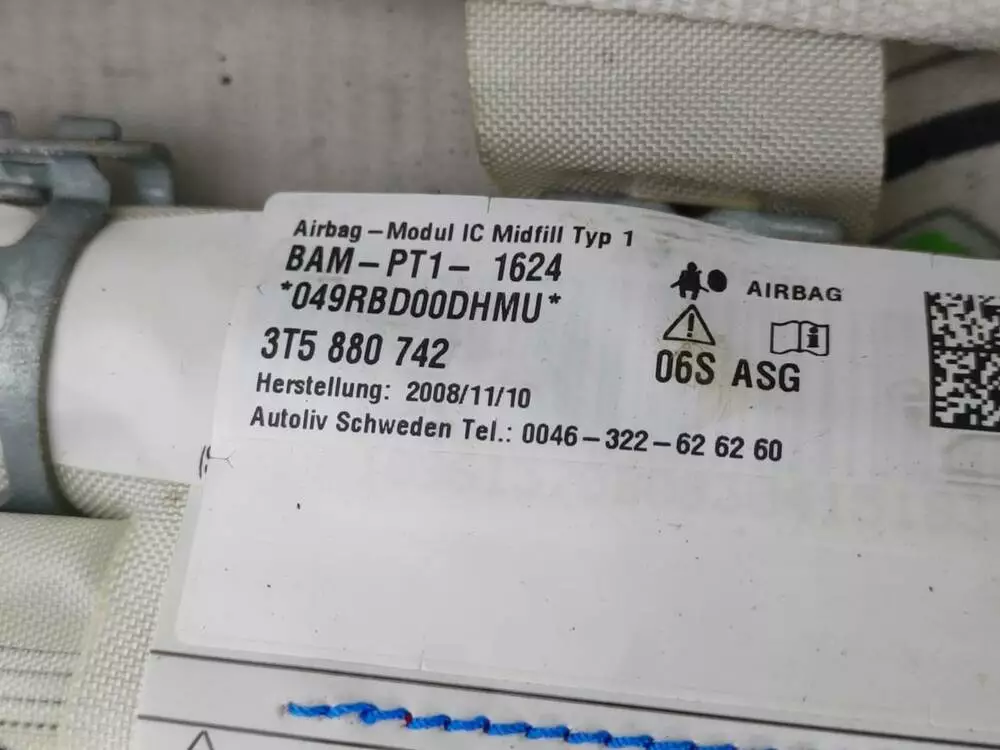 Airbag-Modul IC Midfill Typ 1
BAM-PT1- 1624
*049RBD00DHMU*
3T5 880 742
Herstellung: 2008/11/10
Autoliv Schweden Tel.: 0046-322-62 62 60
AIRBAG
06S ASG